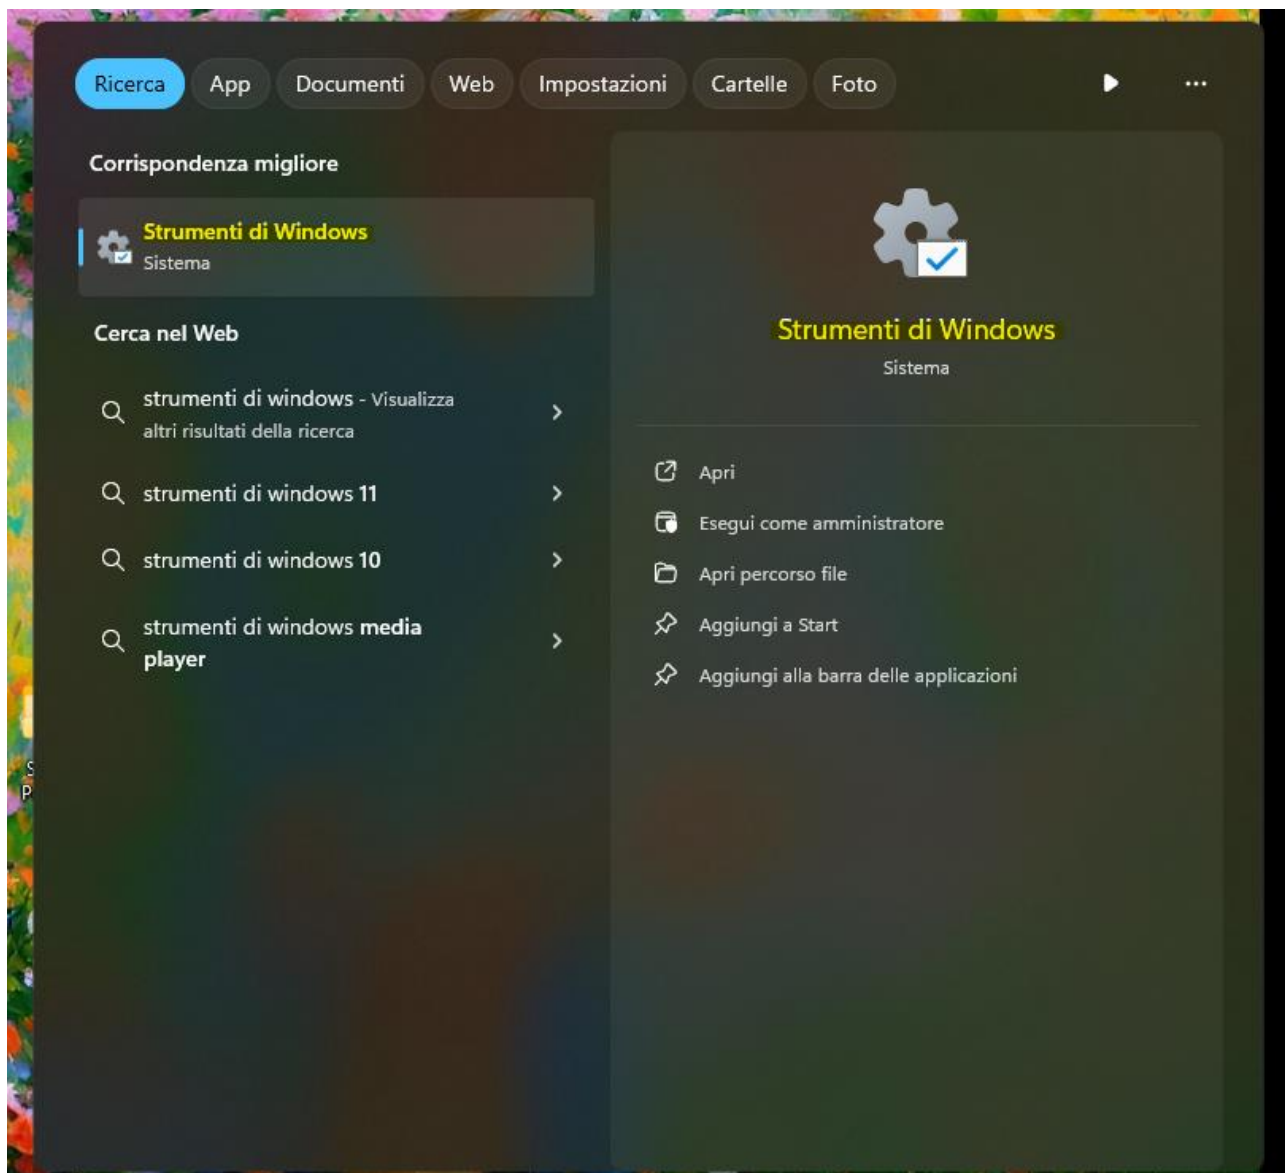 Ricerca
App
Documenti
Web
Impostazioni
Cartelle
Foto
Corrispondenza migliore
Strumenti di Windows
Sistema
Cerca nel Web
strumenti di windows - Visualizza
altri risultati della ricerca
strumenti di windows 11
strumenti di windows 10
strumenti di windows media
player
Strumenti di Windows
Sistema
Apri
Esegui come amministratore
Apri percorso file
Aggiungi a Start
Aggiungi alla barra delle applicazioni